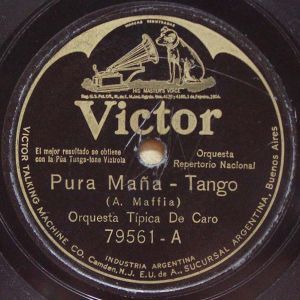 MARCAS REGISTRADAS
HIS MASTER'S VOICE
Victor
El mejor resultado se obtiene
con la Púa Tungs-tone Victrola
Orquesta
Repertorio Nacional
Pura Maña - Tango
(A. Maffia)
Orquesta Típica De Caro
79561-A
INDUSTRIA ARGENTINA
VICTOR TALKING MACHINE CO. Camden, N.J. E.U. de A., SUCURSAL ARGENTINA, Buenos Aires